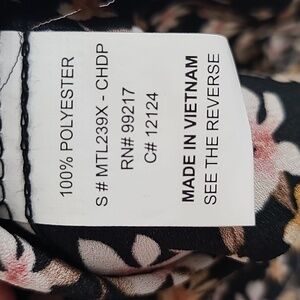 100% POLYESTER
S # MTL239X - CHDP
RN# 99217
C# 12124
MADE IN VIETNAM
SEE THE REVERSE